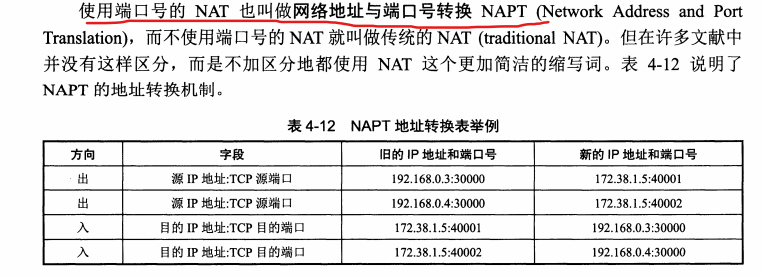 使用端口号的 NAT 也叫做网络地址与端口号转换 NAPT (Network Address and Port
Translation)，而不使用端口号的 NAT 就叫做传统的 NAT (traditional NAT)。但在许多文献中
并没有这样区分，而是不加区分地都使用 NAT 这个更加简洁的缩写词。表 4-12 说明了
NAPT 的地址转换机制。
表 4-12 NAPT 地址转换表举例
方向 字段 旧的 IP 地址和端口号 新的 IP 地址和端口号
出 源 IP 地址:TCP 源端口 192.168.0.3:30000 172.38.1.5:40001
出 源 IP 地址:TCP 源端口 192.168.0.4:30000 172.38.1.5:40002
入 目的 IP 地址:TCP 目的端口 172.38.1.5:40001 192.168.0.3:30000
入 目的 IP 地址:TCP 目的端口 172.38.1.5:40002 192.168.0.4:30000